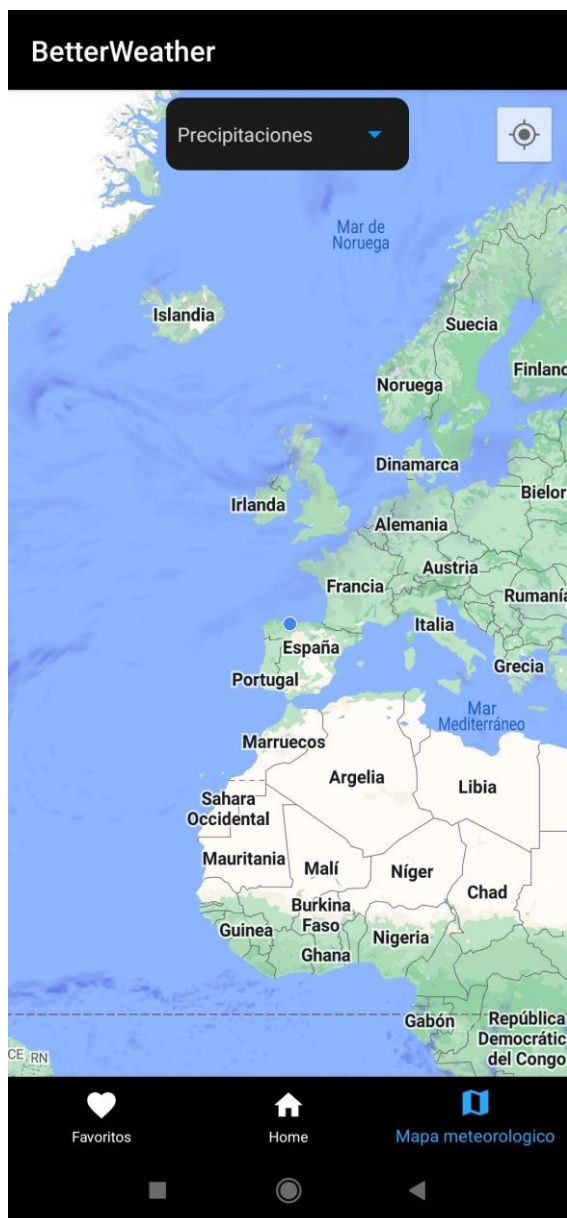 BetterWeather
Precipitaciones
Mar de
Noruega
Islandia
Suecia
Noruega
Finland
Dinamarca
Irlanda
Bielor
Alemania
Austria
Francia
Rumanía
Italia
España
Grecia
Portugal
Mar
Mediterráneo
Marruecos
Argelia
Libia
Sahara
Occidental
Mauritania
Malí
Níger
Chad
Burkina
Faso
Guinea
Nigeria
Ghana
Gabón
República
Democrátic
del Congo
CE RN
Favoritos
Home
Mapa meteorologico